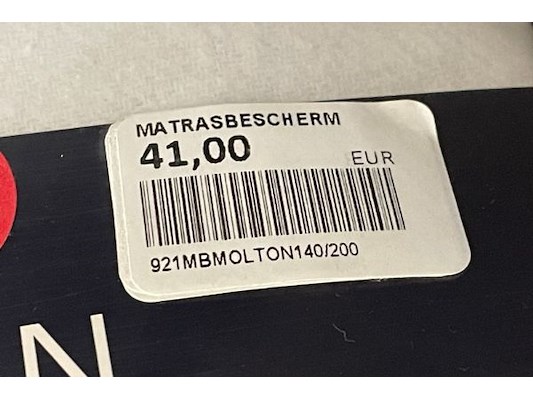 MATRASBESCHERM
41,00 EUR
921MBMOLTON140/200
N